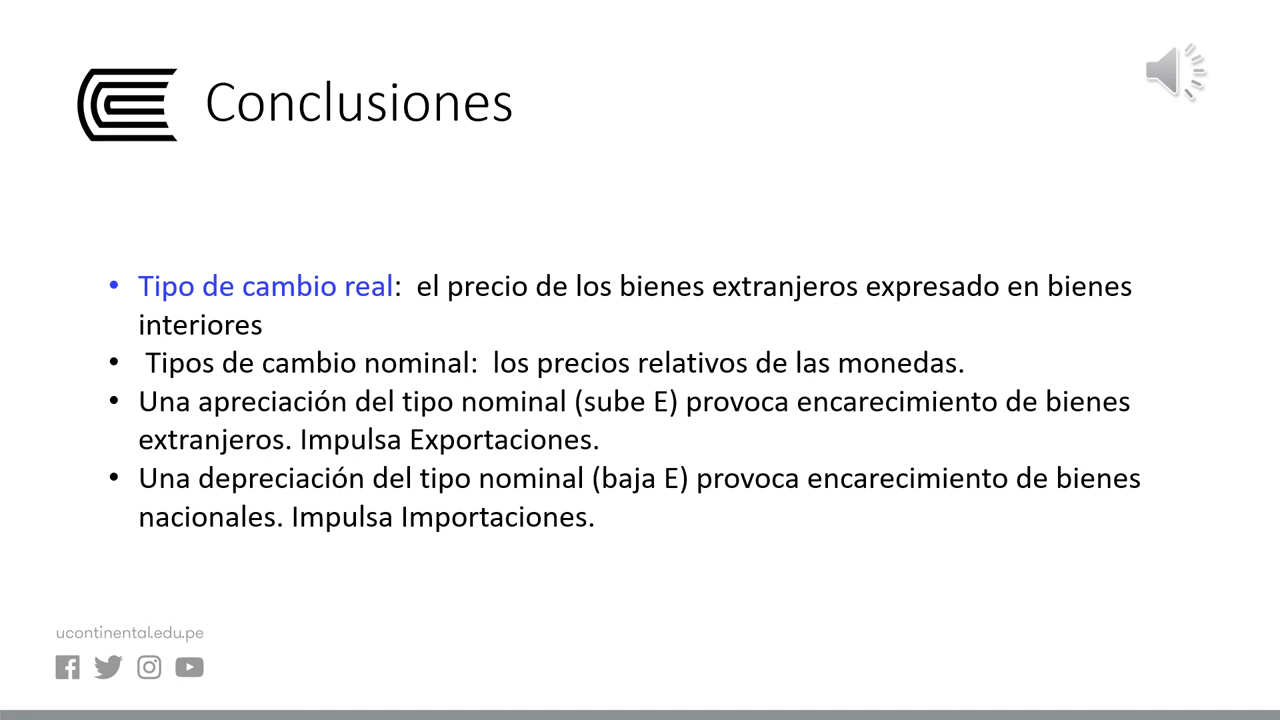 Conclusiones
• Tipo de cambio real:  el precio de los bienes extranjeros expresado en bienes
interiores
•  Tipos de cambio nominal:  los precios relativos de las monedas.
• Una apreciación del tipo nominal (sube E) provoca encarecimiento de bienes
extranjeros. Impulsa Exportaciones.
• Una depreciación del tipo nominal (baja E) provoca encarecimiento de bienes
nacionales. Impulsa Importaciones.
ucontinental.edu.pe